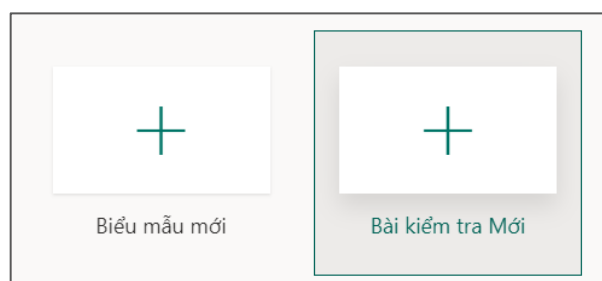 Biểu mẫu mới
Bài kiểm tra Mới